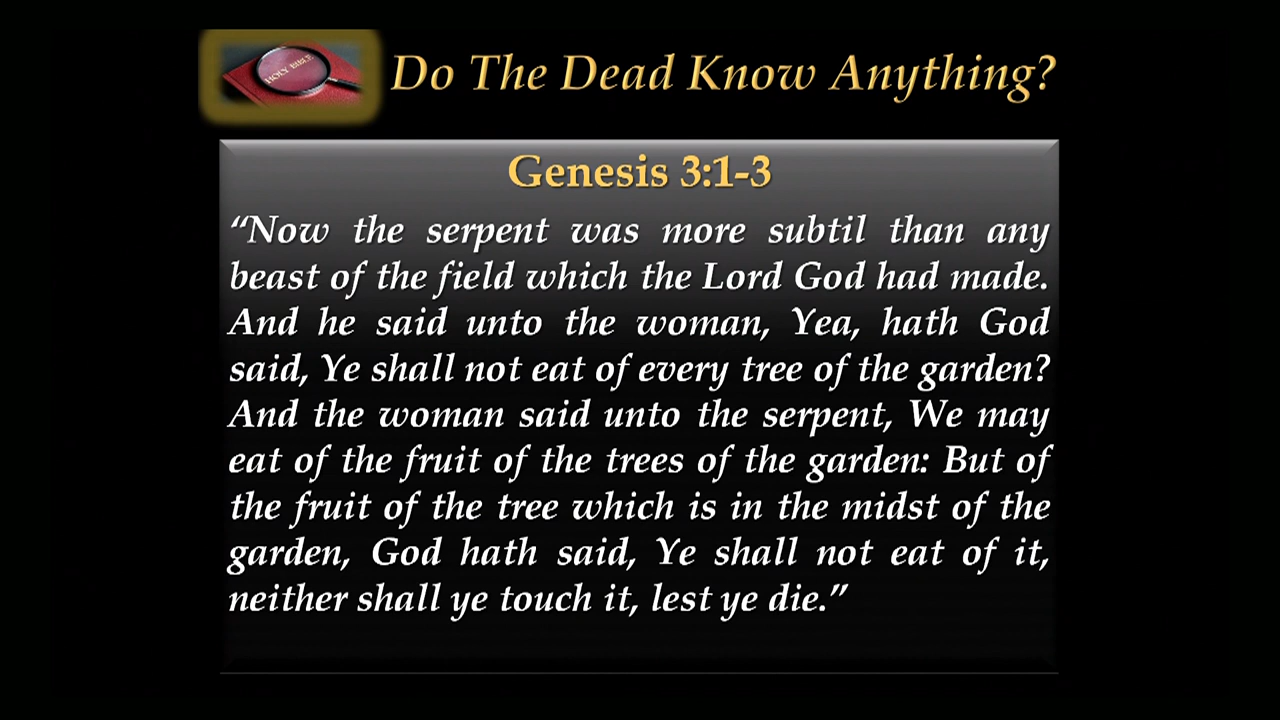 HOLY BIBLE
Do The Dead Know Anything?
Genesis 3:1-3
“Now the serpent was more subtil than any
beast of the field which the Lord God had made.
And he said unto the woman, Yea, hath God
said, Ye shall not eat of every tree of the garden?
And the woman said unto the serpent, We may
eat of the fruit of the trees of the garden: But of
the fruit of the tree which is in the midst of the
garden, God hath said, Ye shall not eat of it,
neither shall ye touch it, lest ye die.”